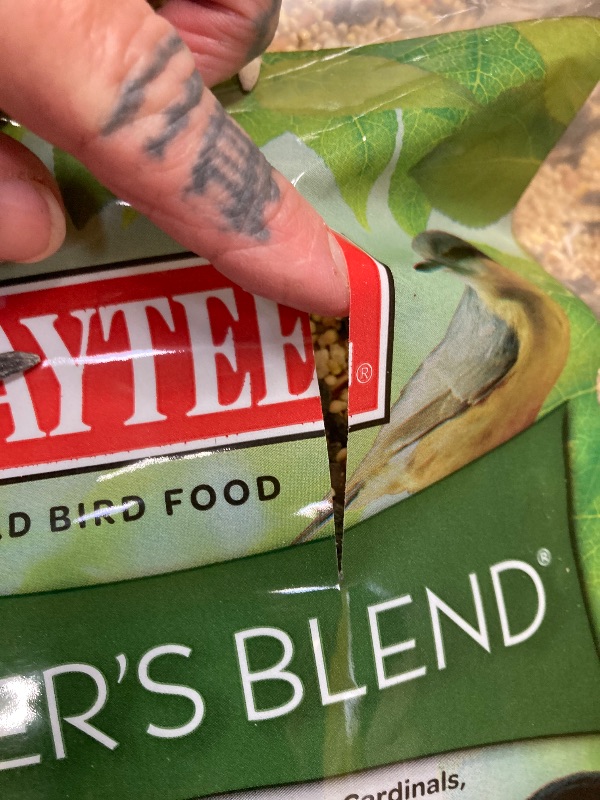 AYTEE®
D BIRD FOOD
ER'S BLEND®
Cardinals,